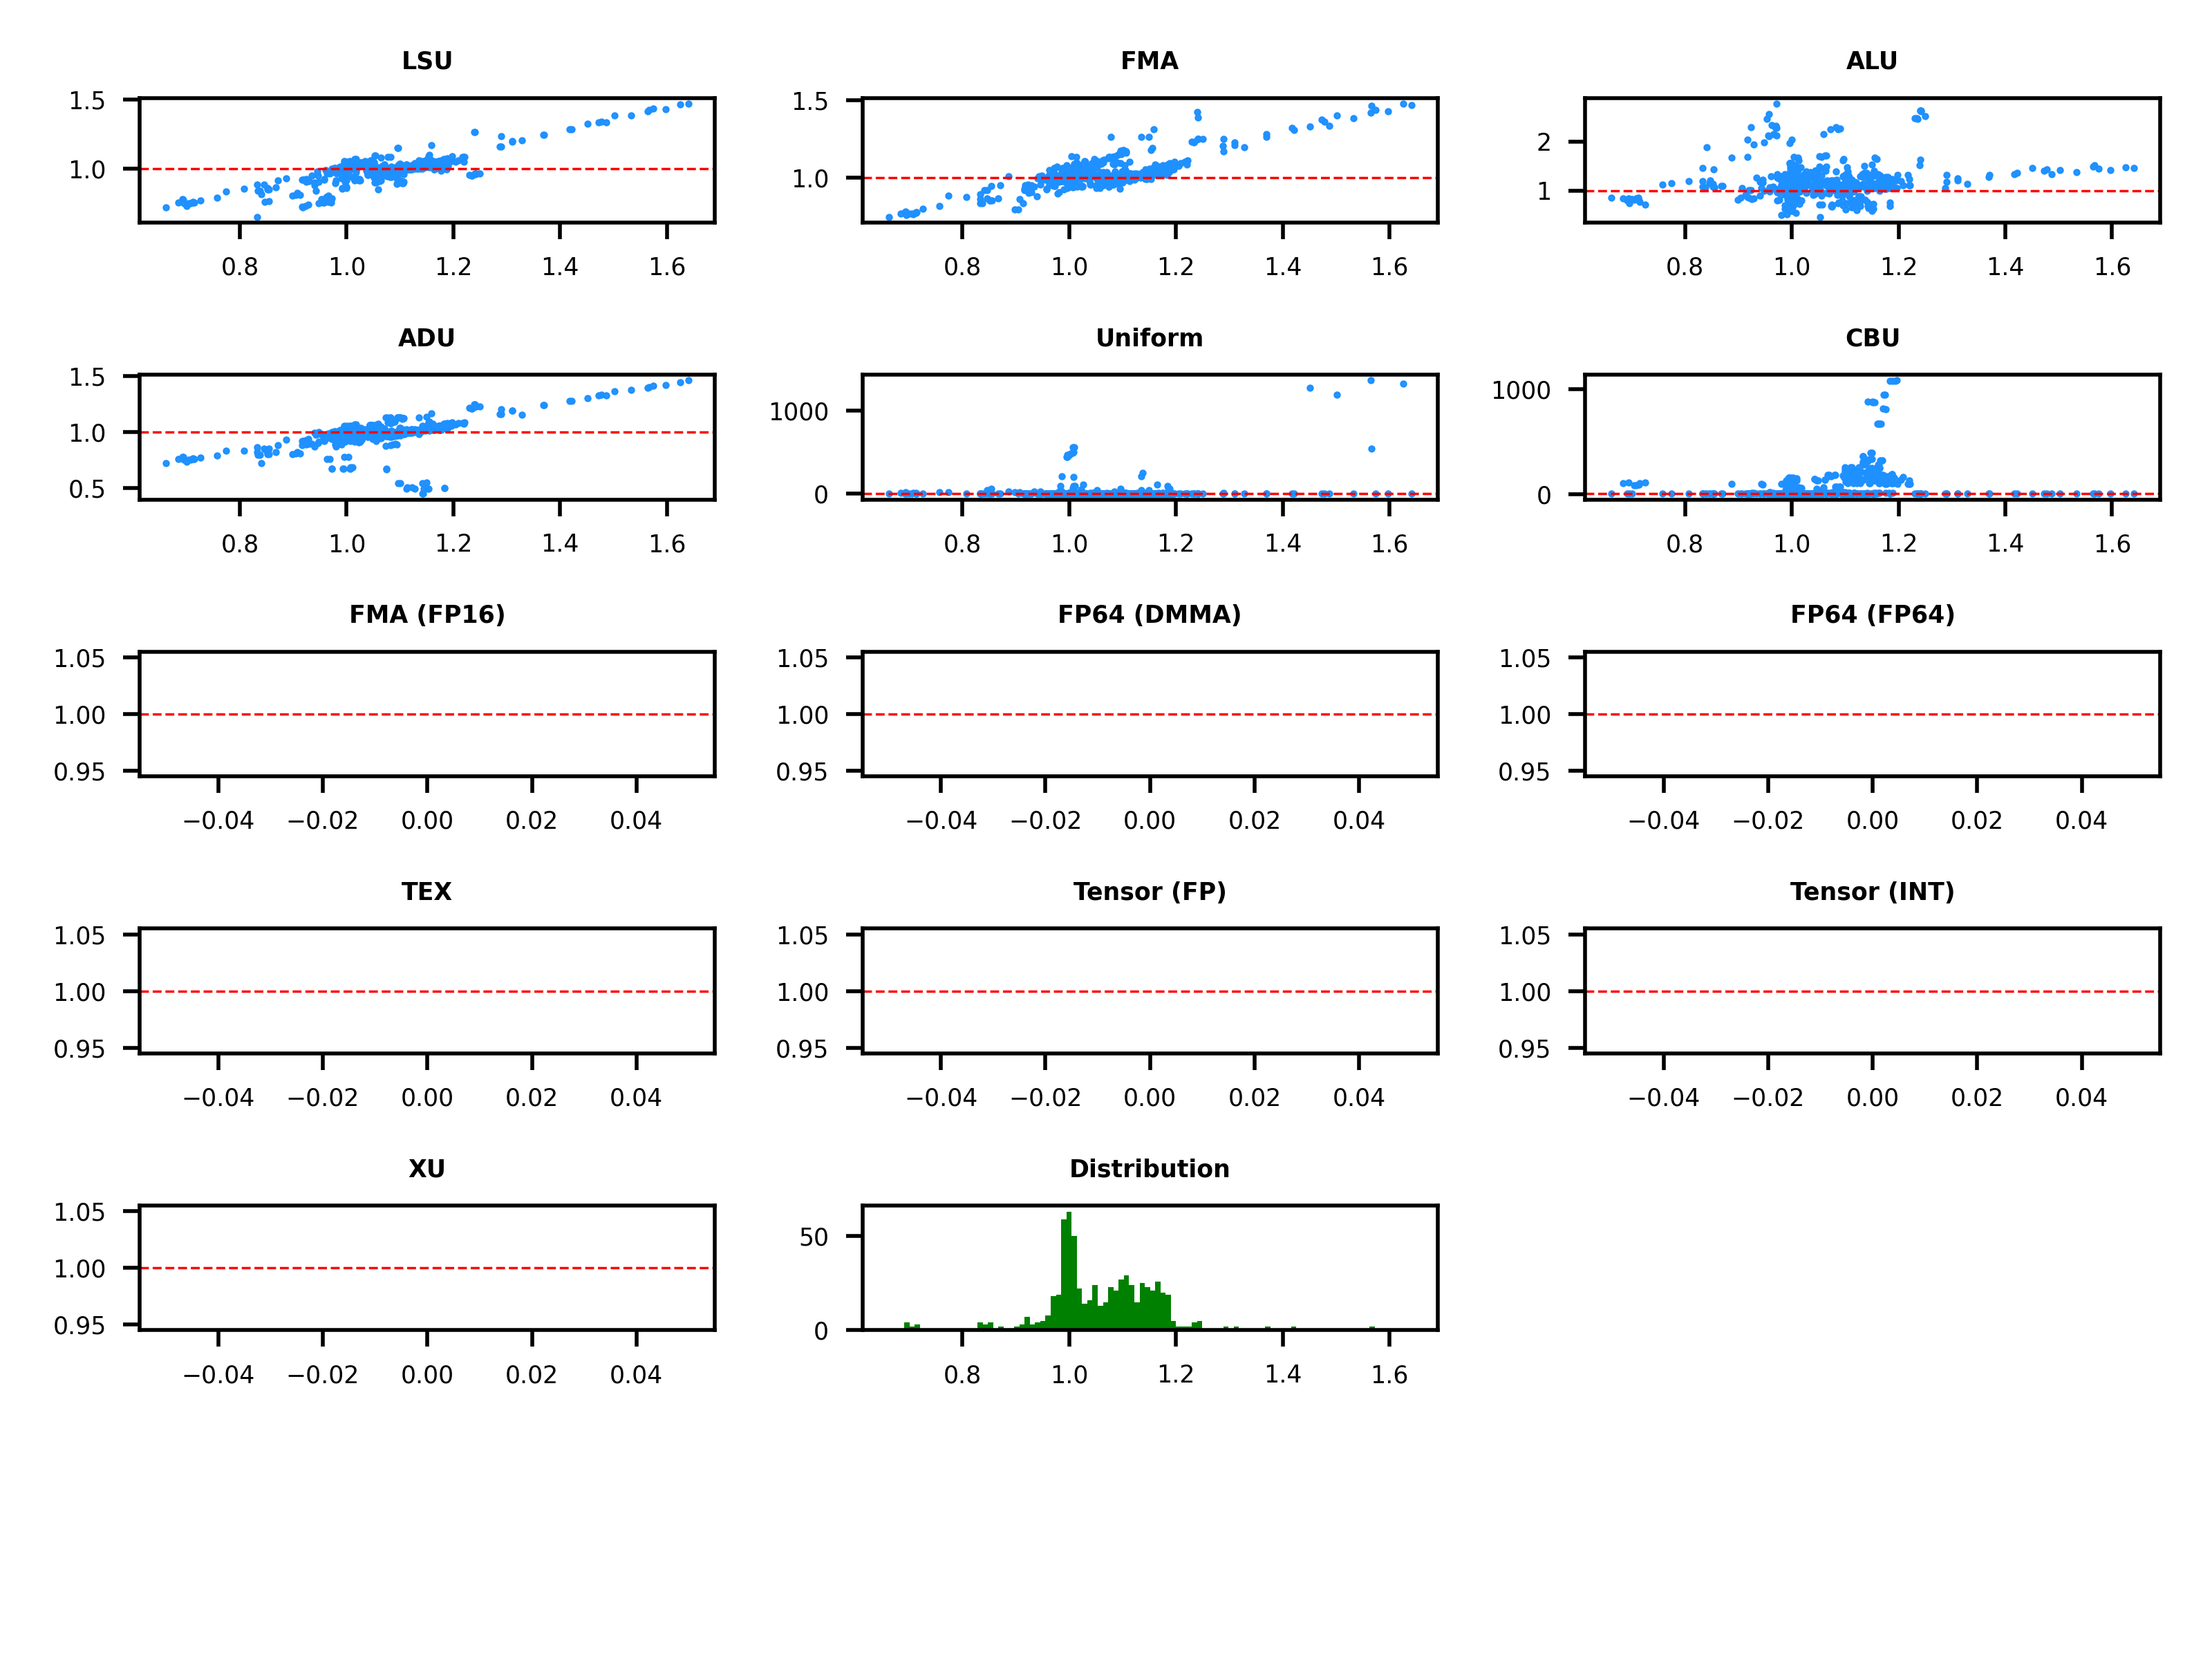 LSU FMA ALU
1.5 1.5 2
1.0 1.0 1
0.8 1.0 1.2 1.4 1.6 0.8 1.0 1.2 1.4 1.6 0.8 1.0 1.2 1.4 1.6
ADU Uniform CBU
1.5 1000 1000
1.0
0.5 0 0
0.8 1.0 1.2 1.4 1.6 0.8 1.0 1.2 1.4 1.6 0.8 1.0 1.2 1.4 1.6
FMA (FP16) FP64 (DMMA) FP64 (FP64)
1.05 1.05 1.05
1.00 1.00 1.00
0.95 0.95 0.95
−0.04 −0.02 0.00 0.02 0.04 −0.04 −0.02 0.00 0.02 0.04 −0.04 −0.02 0.00 0.02 0.04
TEX Tensor (FP) Tensor (INT)
1.05 1.05 1.05
1.00 1.00 1.00
0.95 0.95 0.95
−0.04 −0.02 0.00 0.02 0.04 −0.04 −0.02 0.00 0.02 0.04 −0.04 −0.02 0.00 0.02 0.04
XU Distribution
1.05 50
1.00
0.95 0
−0.04 −0.02 0.00 0.02 0.04 0.8 1.0 1.2 1.4 1.6